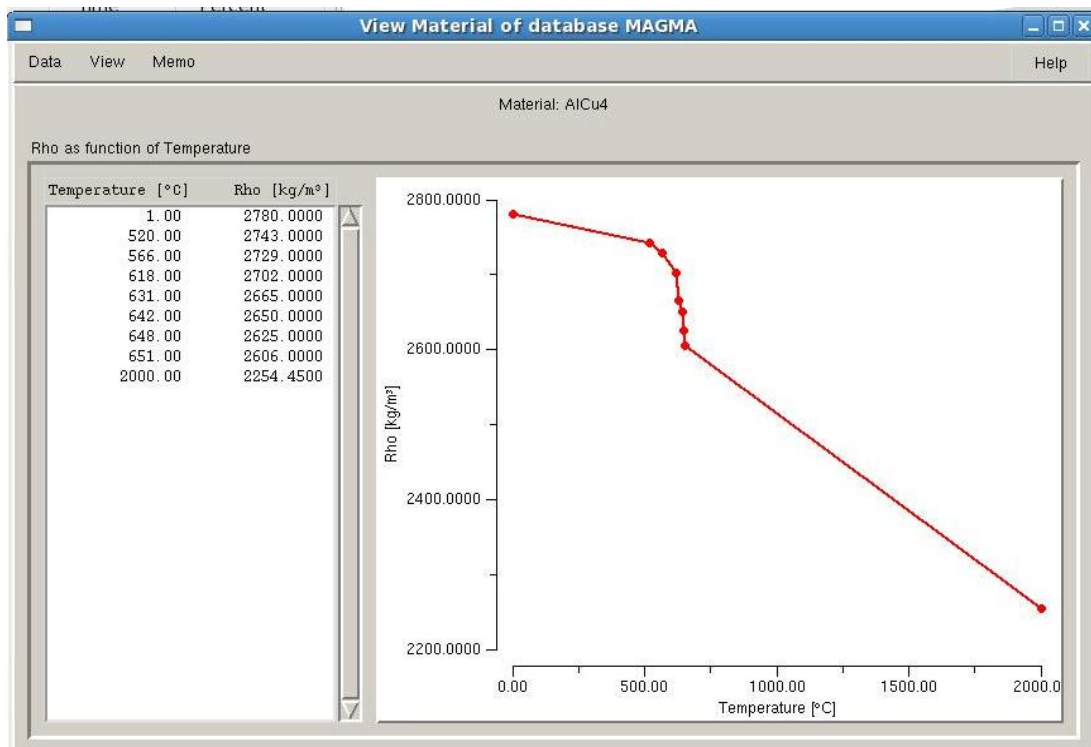 Time Percent
View Material of database MAGMA
Data View Memo Help
Material: AlCu4
Rho as function of Temperature
Temperature [°C] Rho [kg/m³]
1.00 2780.0000
520.00 2743.0000
566.00 2729.0000
618.00 2702.0000
631.00 2665.0000
642.00 2650.0000
648.00 2625.0000
651.00 2606.0000
2000.00 2254.4500
2800.0000
2600.0000
2400.0000
2200.0000
Rho [kg/m³]
0.00 500.00 1000.00 1500.00 2000.0
Temperature [°C]